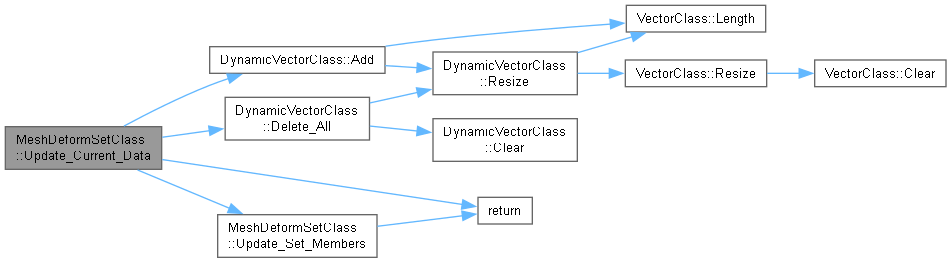 MeshDeformSetClass
::Update_Current_Data
DynamicVectorClass::Add
DynamicVectorClass
::Delete_All
MeshDeformSetClass
::Update_Set_Members
DynamicVectorClass
::Resize
DynamicVectorClass
::Clear
return
VectorClass::Length
VectorClass::Resize
VectorClass::Clear